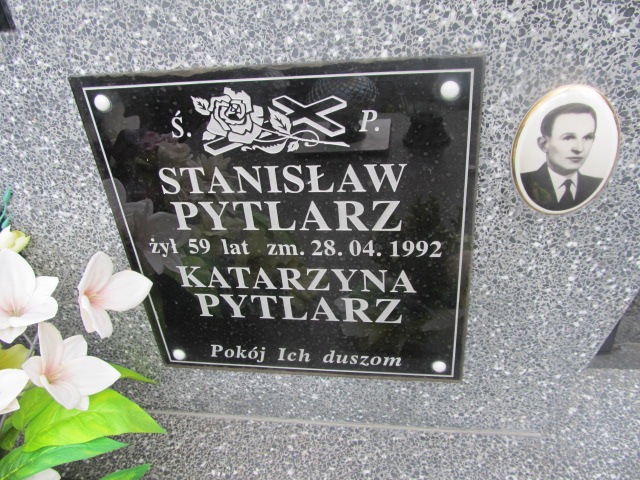 Ś. P.
STANISŁAW
PYTLARZ
żył 59 lat zm. 28.04.1992
KATARZYNA
PYTLARZ
Pokój Ich duszom